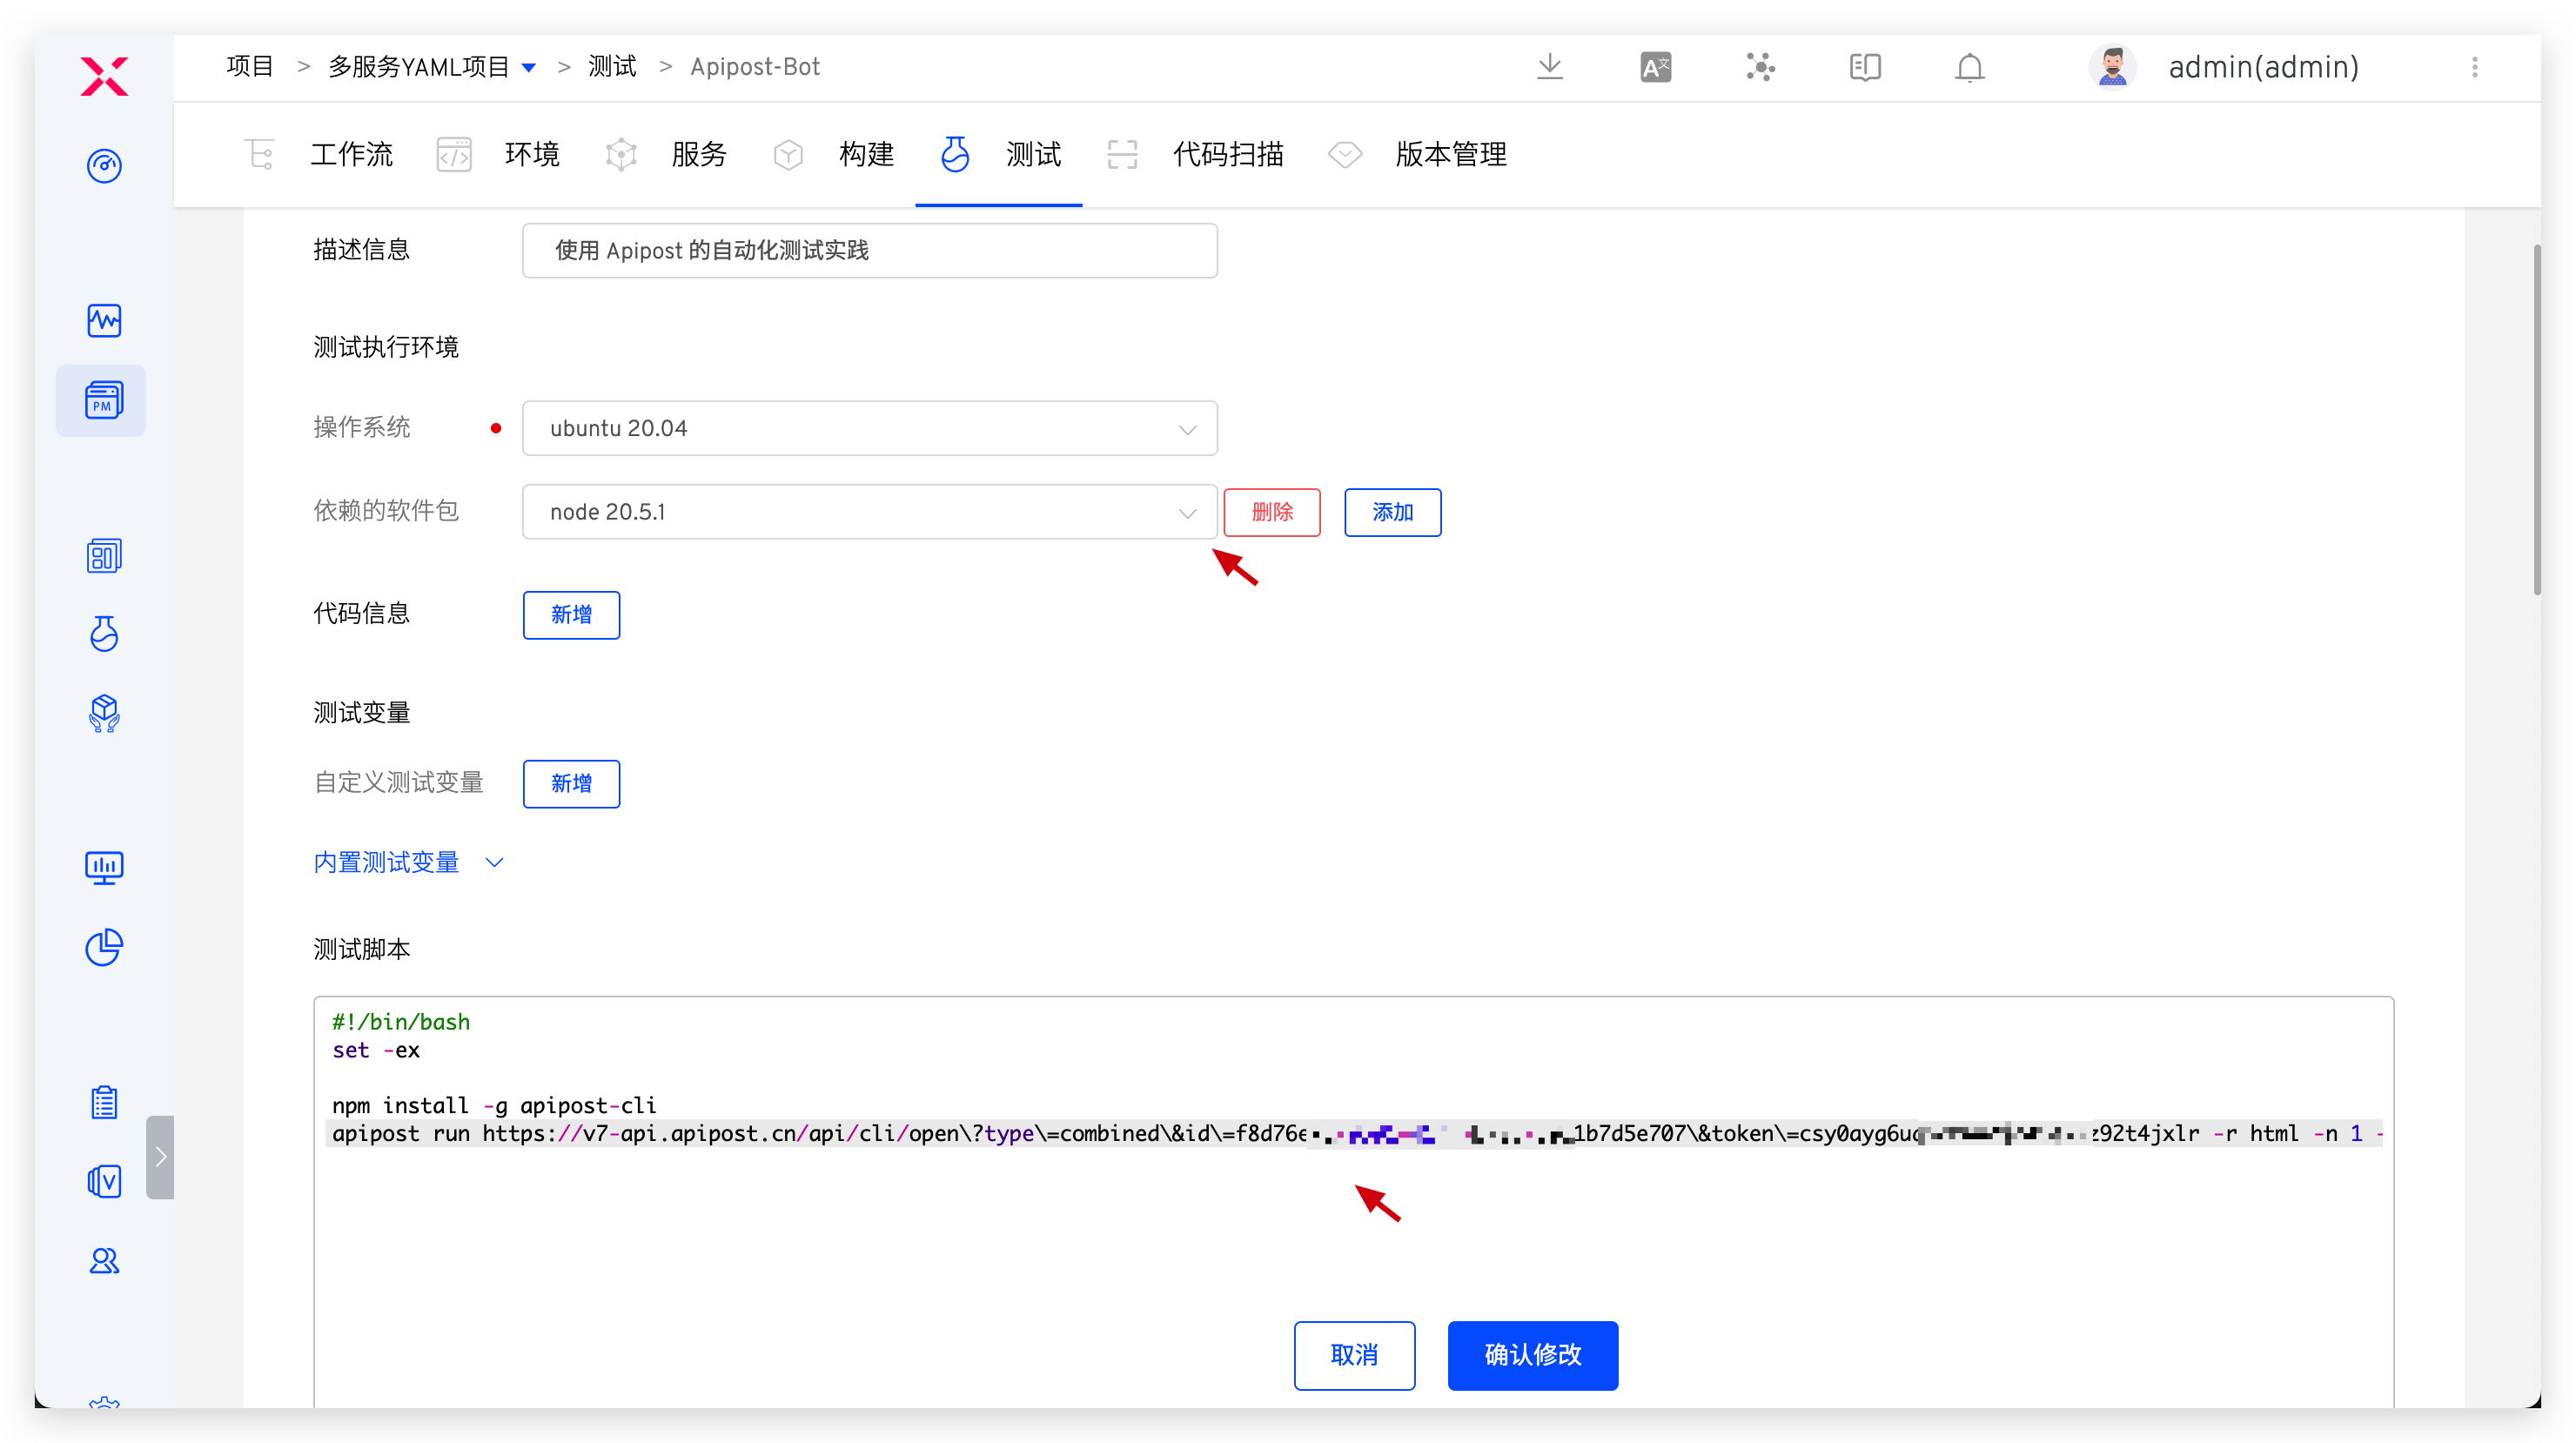 项目 > 多服务YAML项目 > 测试 > Apipost-Bot
admin(admin)
工作流 环境 服务 构建 测试 代码扫描 版本管理
描述信息 使用 Apipost 的自动化测试实践
测试执行环境
操作系统 ubuntu 20.04
依赖的软件包 node 20.5.1 删除 添加
代码信息 新增
测试变量
自定义测试变量 新增
内置测试变量
测试脚本
#!/bin/bash
set -ex
npm install -g apipost-cli
apipost run https://v7-api.apipost.cn/api/cli/open\?type\=combined\&id\=f8d76e 1b7d5e707\&token\=csy0ayg6u z92t4jxlr -r html -n 1 -
取消 确认修改
PM
V